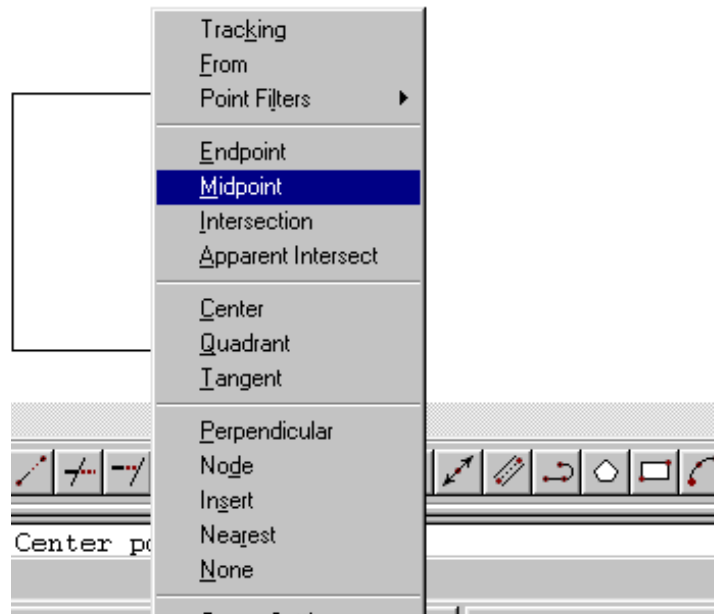 Tracking
From
Point Filters
Endpoint
Midpoint
Intersection
Apparent Intersect
Center
Quadrant
Tangent
Perpendicular
Node
Insert
Nearest
None
Center